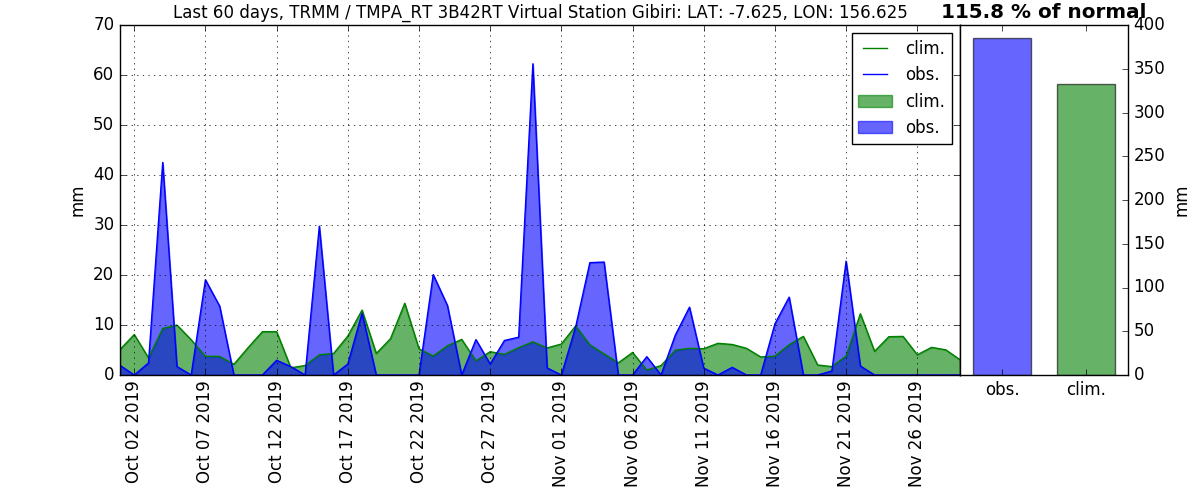 Last 60 days, TRMM / TMPA_RT 3B42RT Virtual Station Gibiri: LAT: -7.625, LON: 156.625
115.8 % of normal
70
60
50
40
30
20
10
0
mm
clim.
obs.
clim.
obs.
Oct 02 2019
Oct 07 2019
Oct 12 2019
Oct 17 2019
Oct 22 2019
Oct 27 2019
Nov 01 2019
Nov 06 2019
Nov 11 2019
Nov 16 2019
Nov 21 2019
Nov 26 2019
400
350
300
250
200
150
100
50
0
mm
obs.
clim.